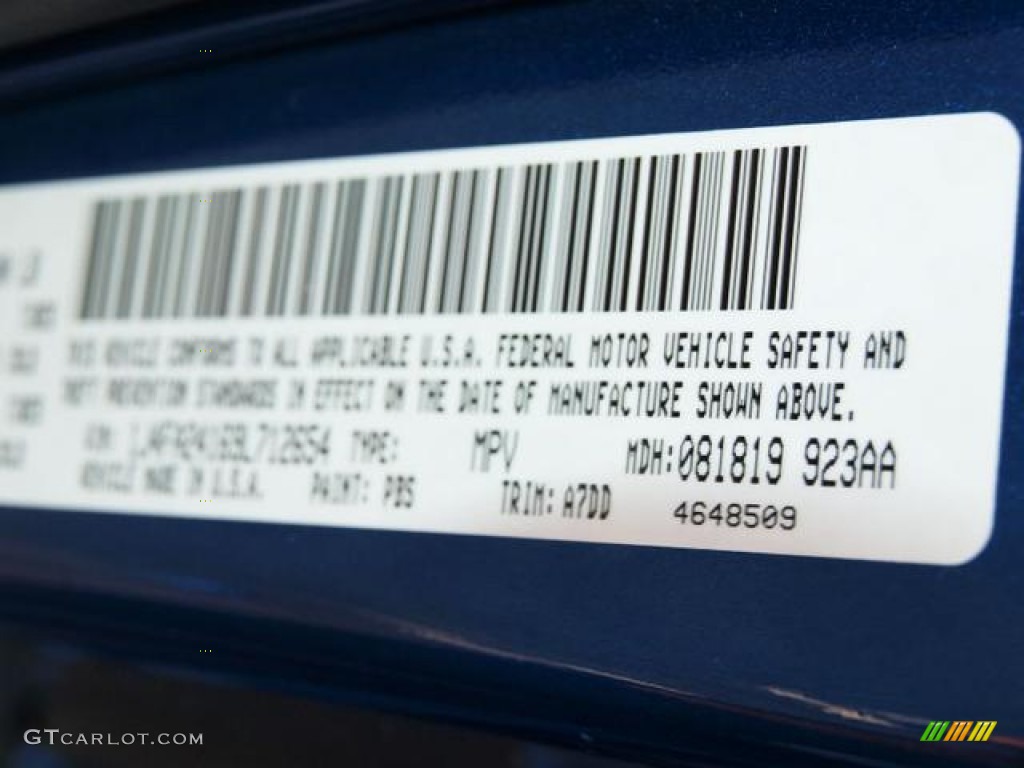 THIS VEHICLE CONFORMS TO ALL APPLICABLE U.S.A. FEDERAL MOTOR VEHICLE SAFETY AND
THEFT PREVENTION STANDARDS IN EFFECT ON THE DATE OF MANUFACTURE SHOWN ABOVE.
VIN: TYPE: MPV MDH:081819 923AA
VEHICLE MADE IN U.S.A. PAINT: PBS TRIM: A7DD 4648509
GTCARLOT.COM